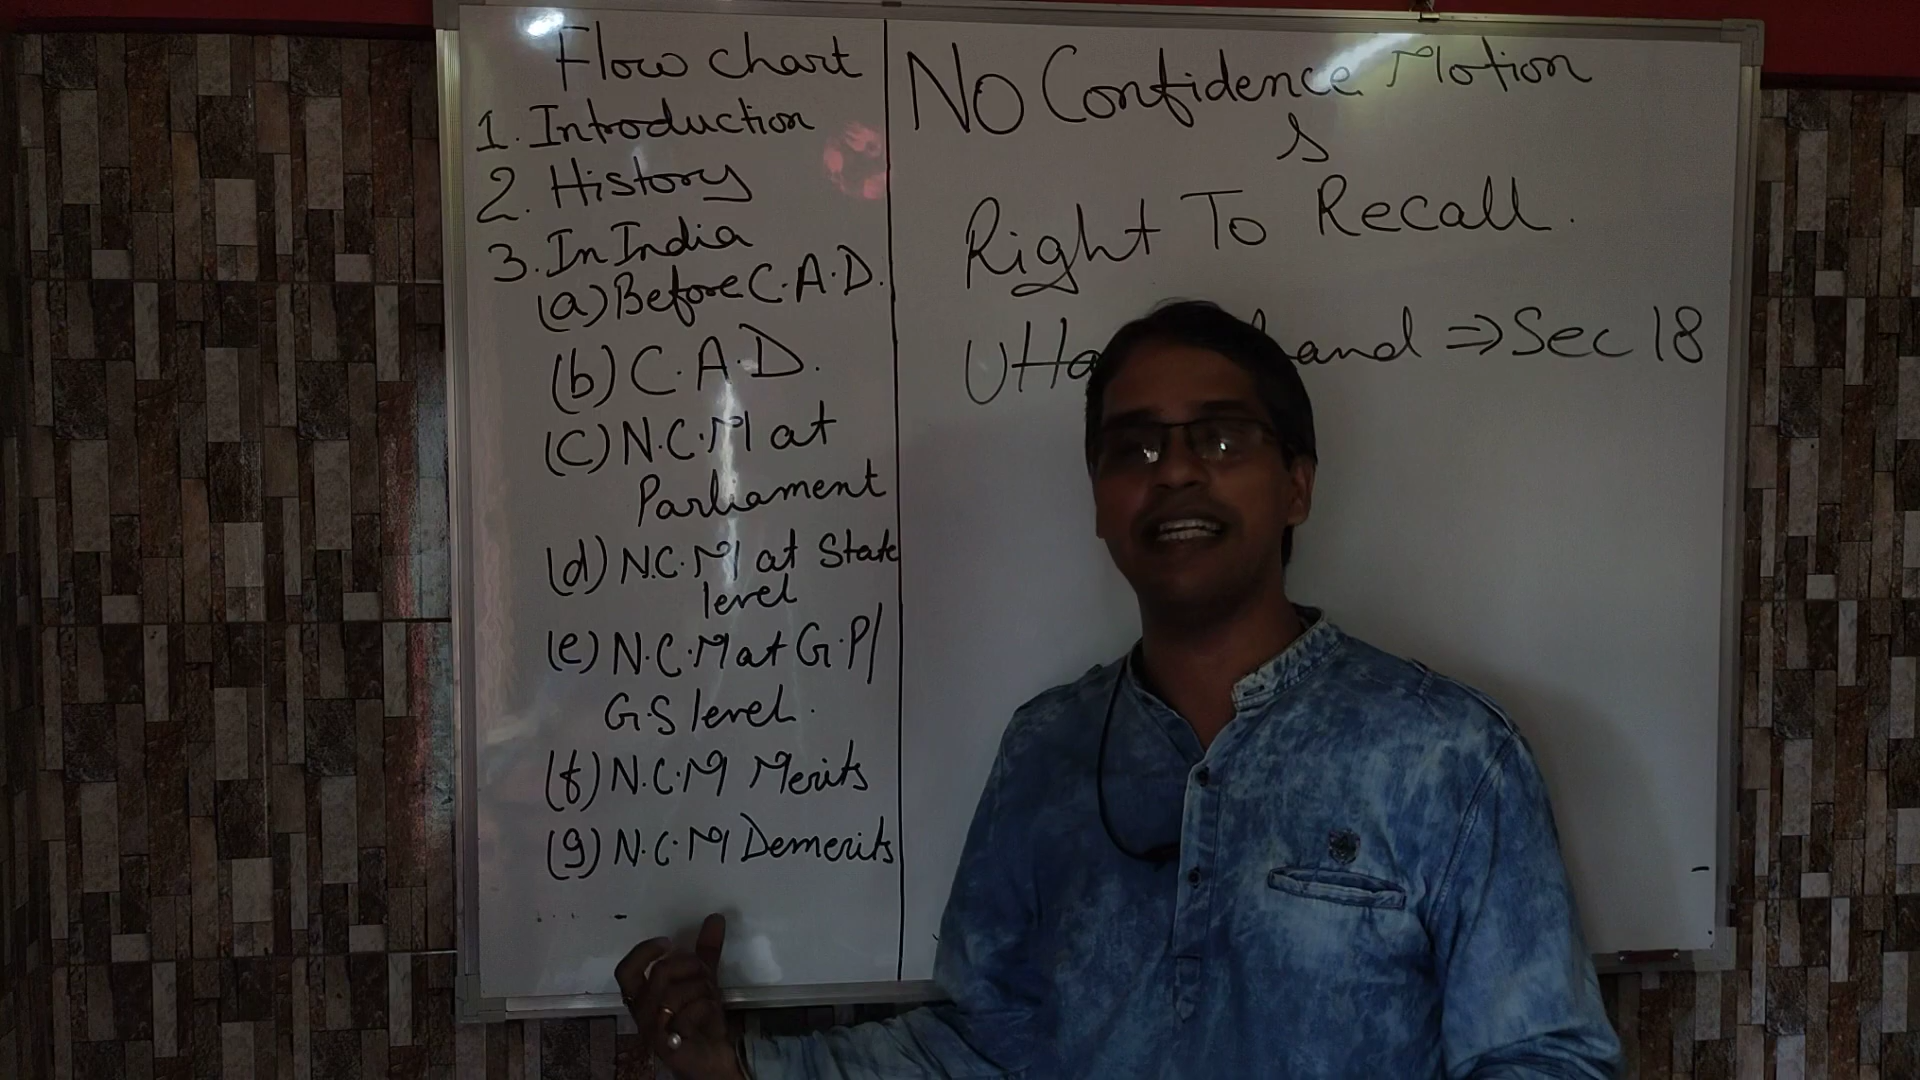 Flow chart
1. Introduction
2. History
3. In India
(a) Before C.A.D.
(b) C.A.D.
(c) N.C.M at
Parliament
(d) N.C.M at State
level
(e) N.C.M at G.P/
G.S level.
(f) N.C.M Merits
(g) N.C.M Demerits
No Confidence Motion
Right To Recall.
and ⇒ Sec 18